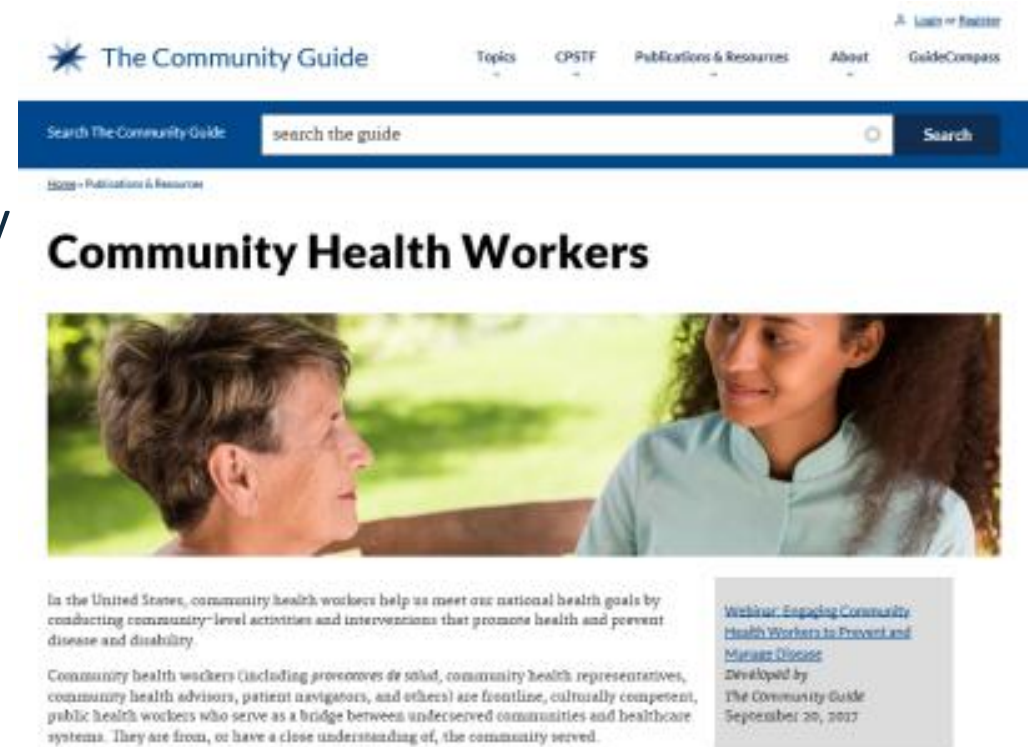 Login or Register
The Community Guide
Topics CPSTF Publications & Resources About GuideCompass
Search The Community Guide search the guide Search
Home » Publications & Resources
Community Health Workers
In the United States, community health workers help us meet our national health goals by
conducting community-level activities and interventions that promote health and prevent
disease and disability.
Community health workers (including promotores de salud, community health representatives,
community health advisors, patient navigators, and others) are frontline, culturally competent,
public health workers who serve as a bridge between underserved communities and healthcare
systems. They are from, or have a close understanding of, the community served.
Webinar: Engaging Community
Health Workers to Prevent and
Manage Disease
Developed by
The Community Guide
September 20, 2017